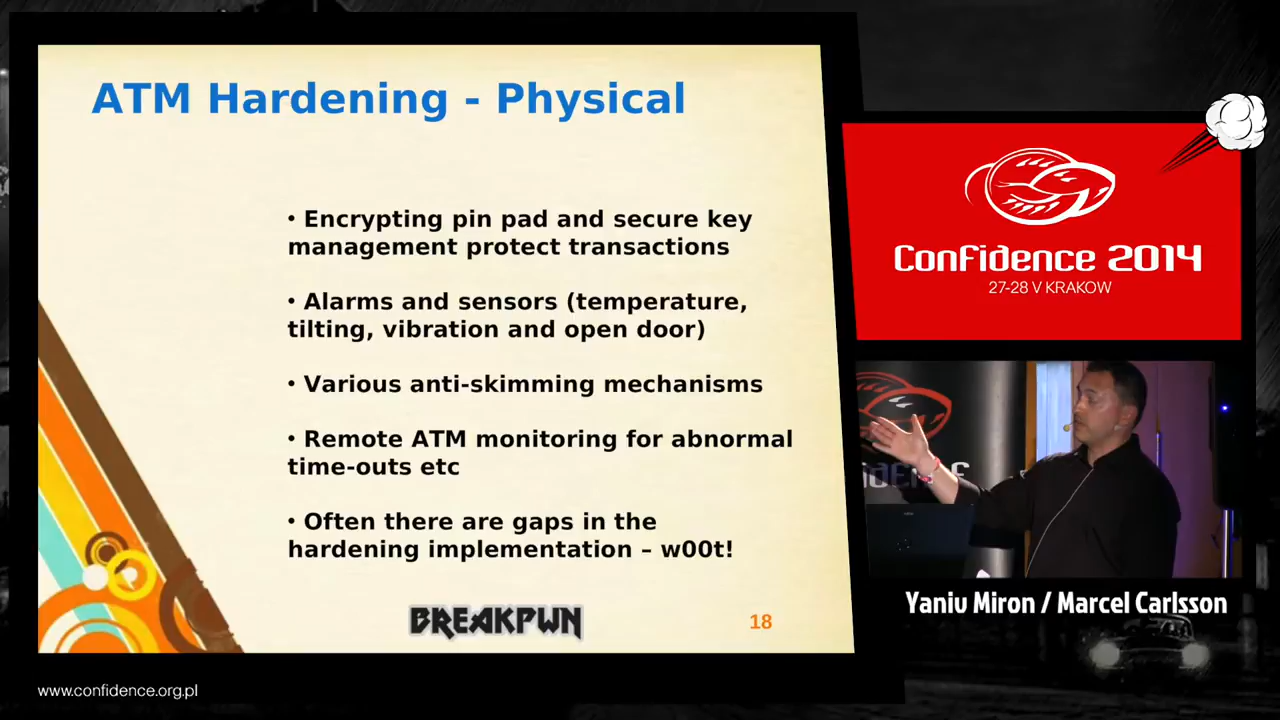 ATM Hardening - Physical
• Encrypting pin pad and secure key
management protect transactions
• Alarms and sensors (temperature,
tilting, vibration and open door)
• Various anti-skimming mechanisms
• Remote ATM monitoring for abnormal
time-outs etc
• Often there are gaps in the
hardening implementation – w00t!
BREAKPWN
18
Confidence 2014
27-28 V KRAKOW
Yaniv Miron / Marcel Carlsson
www.confidence.org.pl